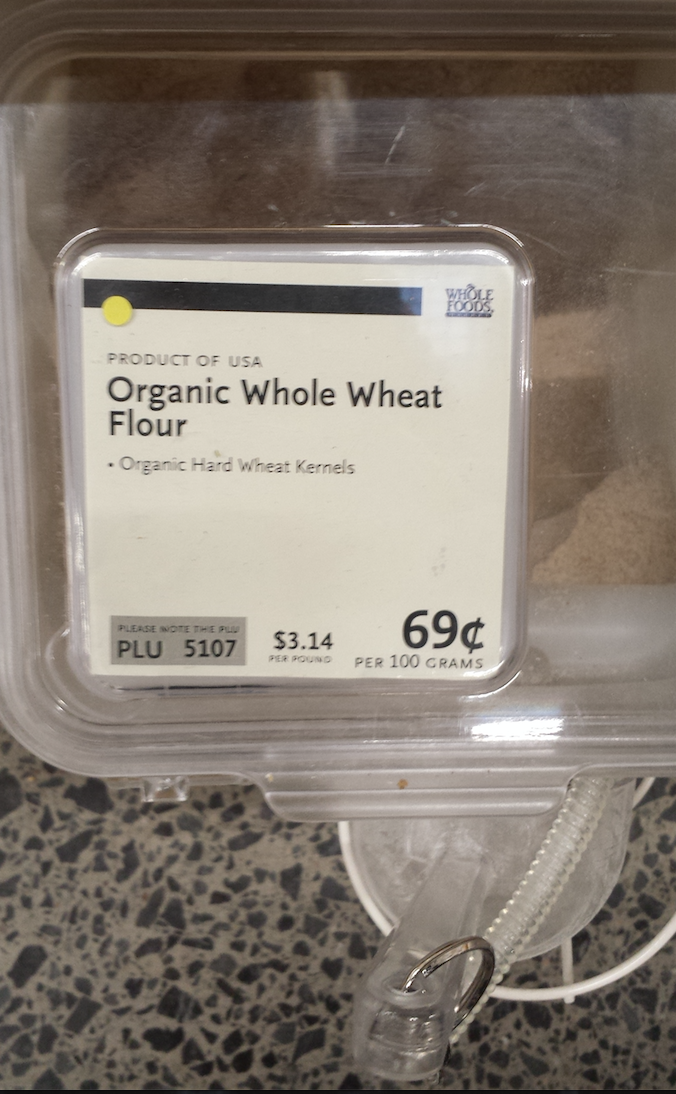 WHOLE
FOODS
PRODUCT OF USA
Organic Whole Wheat
Flour
• Organic Hard Wheat Kernels
PLEASE NOTE THE PLU
PLU 5107
$3.14
PER POUND
69¢
PER 100 GRAMS